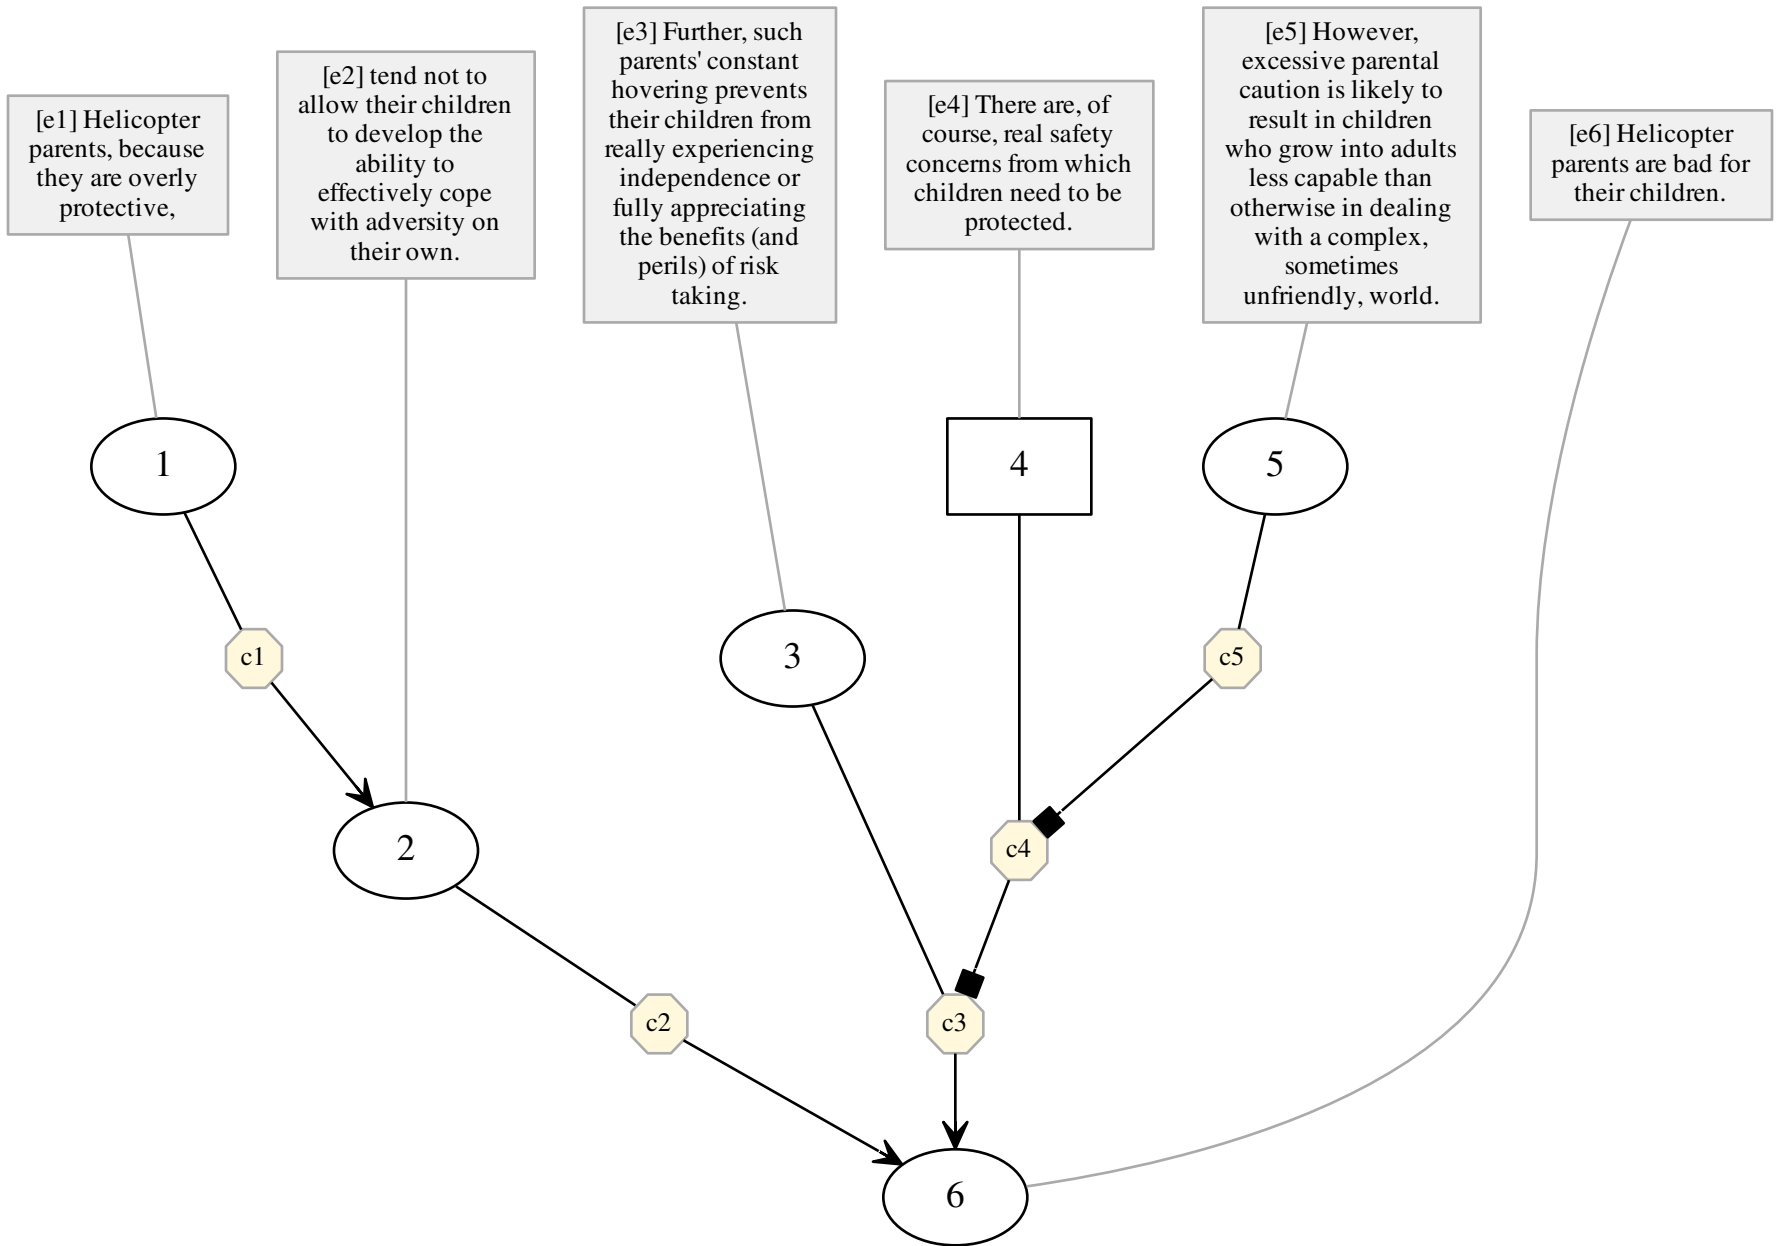 [e1] Helicopter
parents, because
they are overly
protective,
[e2] tend not to
allow their children
to develop the
ability to
effectively cope
with adversity on
their own.
[e3] Further, such
parents' constant
hovering prevents
their children from
really experiencing
independence or
fully appreciating
the benefits (and
perils) of risk
taking.
[e4] There are, of
course, real safety
concerns from which
children need to be
protected.
[e5] However,
excessive parental
caution is likely to
result in children
who grow into adults
less capable than
otherwise in dealing
with a complex,
sometimes
unfriendly, world.
[e6] Helicopter
parents are bad for
their children.
1
4
5
c1
3
c5
2
c4
c2
c3
6